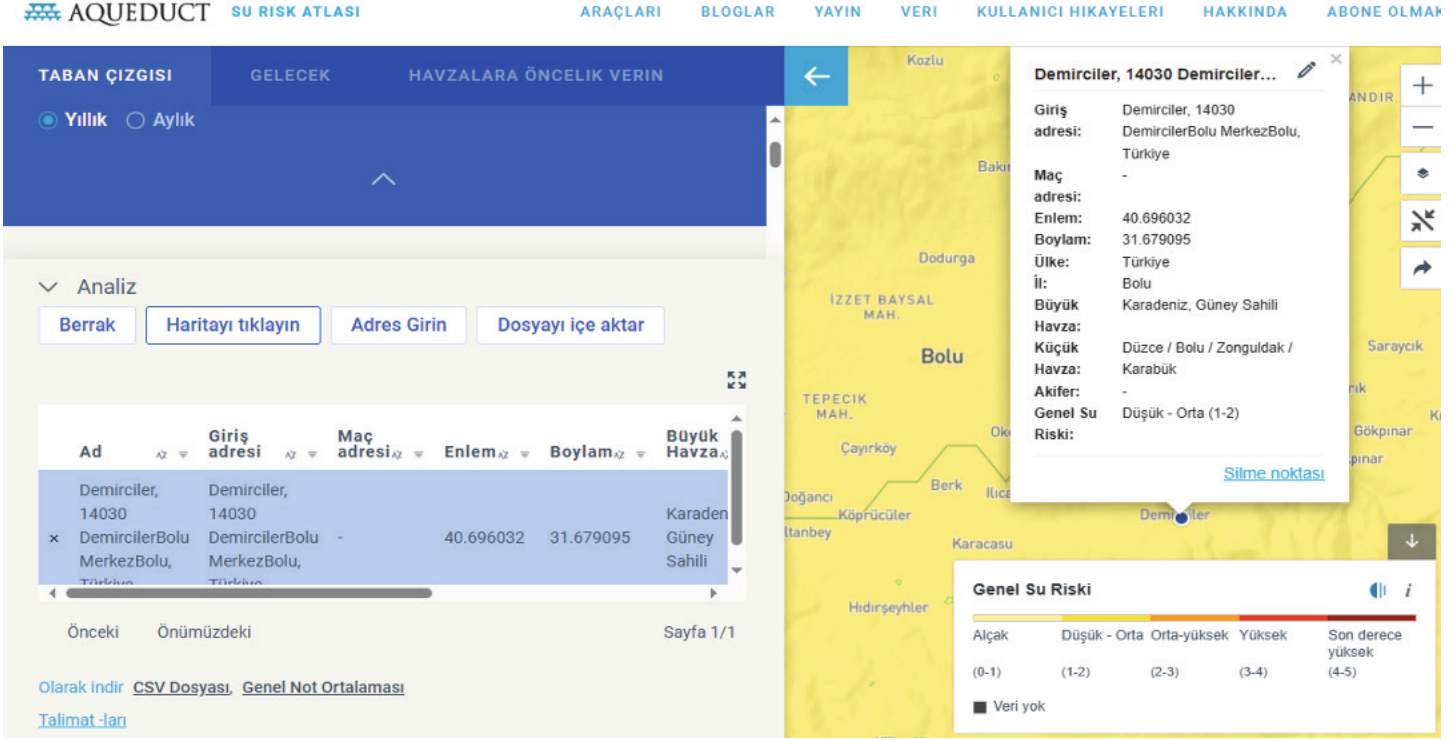 AQUEDUCT SU RISK ATLASI
ARAÇLARI BLOGLAR YAYIN VERI KULLANICI HIKAYELERI HAKKINDA ABONE OLMAK
TABAN ÇIZGISI GELECEK HAVZALARA ÖNCELIK VERIN
Yıllık Aylık
Analiz
Berrak Haritayı tıklayın Adres Girin Dosyayı içe aktar
Ad Giriş adresi Maç adresi Enlem Boylam Büyük Havza
Demirciler, Demirciler,
14030 14030 Karaden
× DemircilerBolu DemircilerBolu - 40.696032 31.679095 Güney
MerkezBolu, MerkezBolu, Sahili
Türkiye Türkiye
Önceki Önümüzdeki Sayfa 1/1
Olarak indir CSV Dosyası, Genel Not Ortalaması
Talimat -ları
Kozlu
ANDIR
Bakır
Dodurga
İZZET BAYSAL
MAH.
Bolu
Sarayçık
TEPECIK
MAH.
Gökpınar
pınar
Çayırköy
Berk
Ilıca
Doğancı
Köprücüler
ltanbey
Demirciler
Karacasu
Hıdırşeyhler
Demirciler, 14030 Demirciler...
Giriş adresi: Demirciler, 14030
DemircilerBolu MerkezBolu,
Türkiye
Maç adresi: -
Enlem: 40.696032
Boylam: 31.679095
Ülke: Türkiye
İl: Bolu
Büyük Havza: Karadeniz, Güney Sahili
Küçük Havza: Düzce / Bolu / Zonguldak /
Karabük
Akifer: -
Genel Su Riski: Düşük - Orta (1-2)
Silme noktası
Genel Su Riski
Alçak Düşük - Orta Orta-yüksek Yüksek Son derece yüksek
(0-1) (1-2) (2-3) (3-4) (4-5)
Veri yok